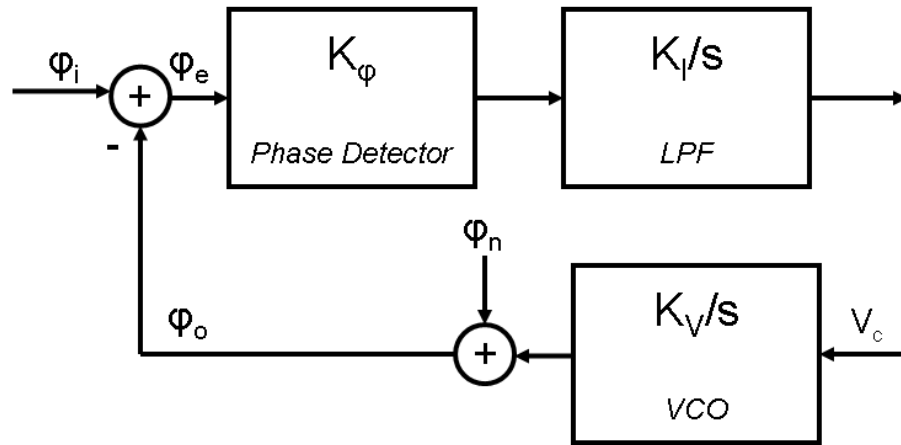 φi
+
φe
-
Kφ
Phase Detector
KI/s
LPF
φn
φo
+
KV/s
VCO
Vc